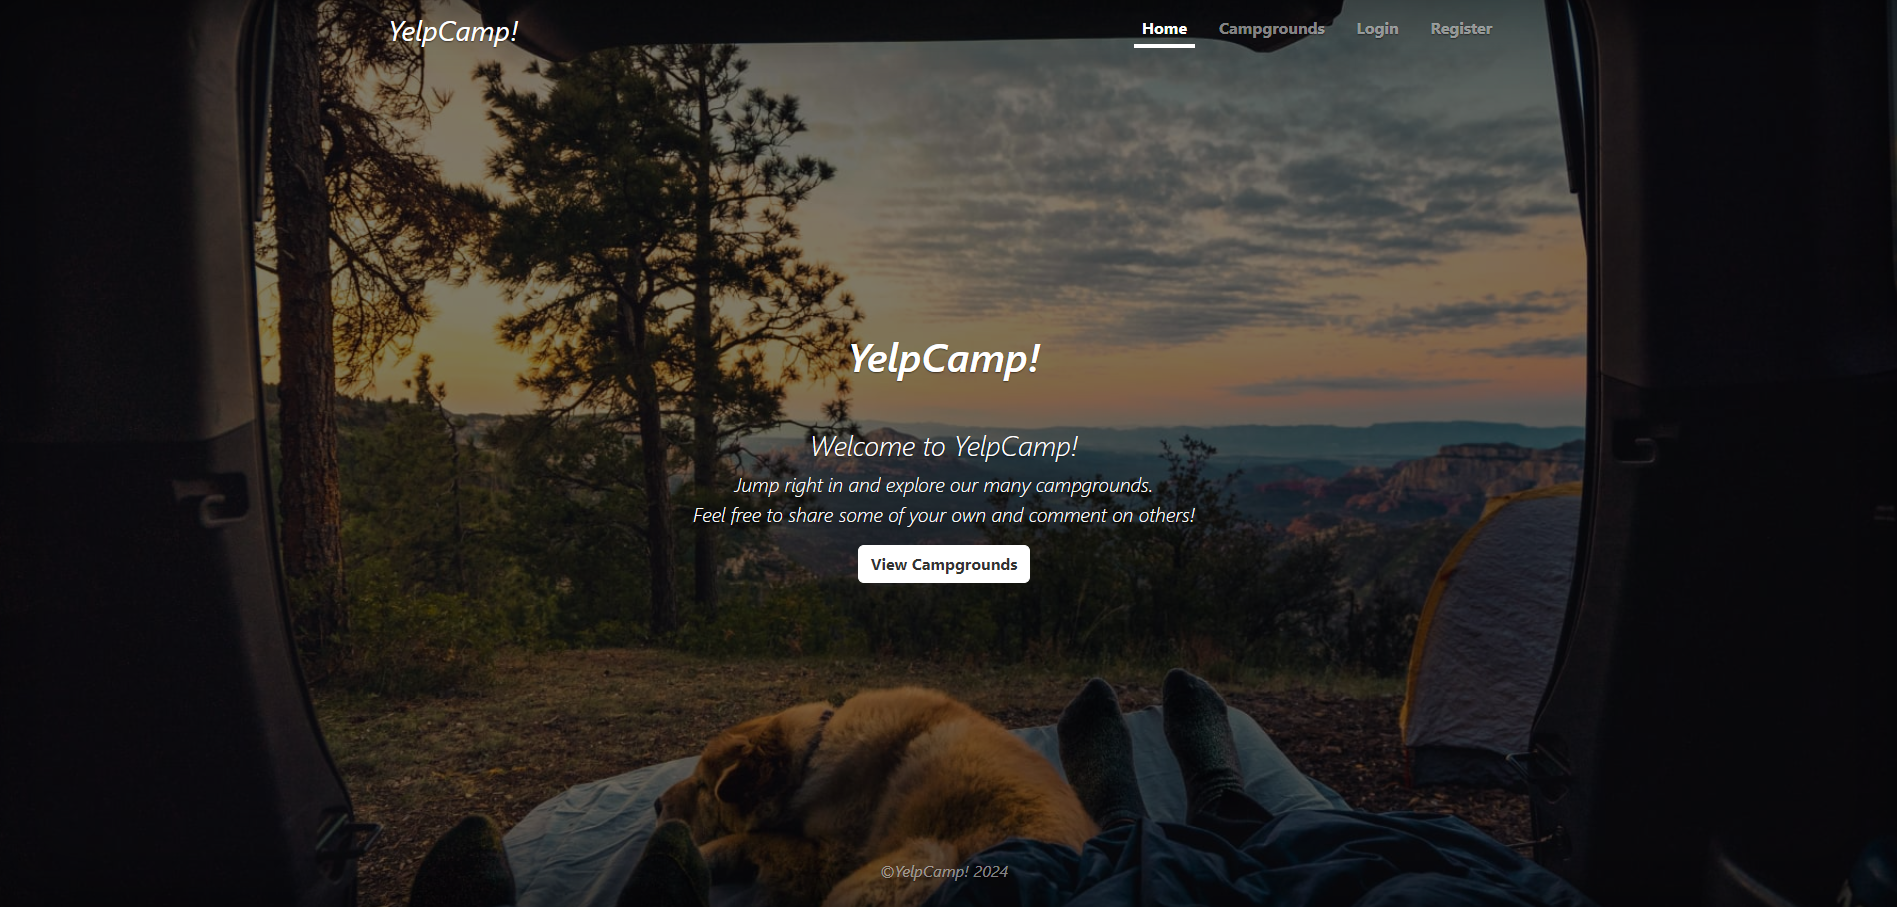 YelpCamp!
Home Campgrounds Login Register
YelpCamp!
Welcome to YelpCamp!
Jump right in and explore our many campgrounds.
Feel free to share some of your own and comment on others!
View Campgrounds
©YelpCamp! 2024